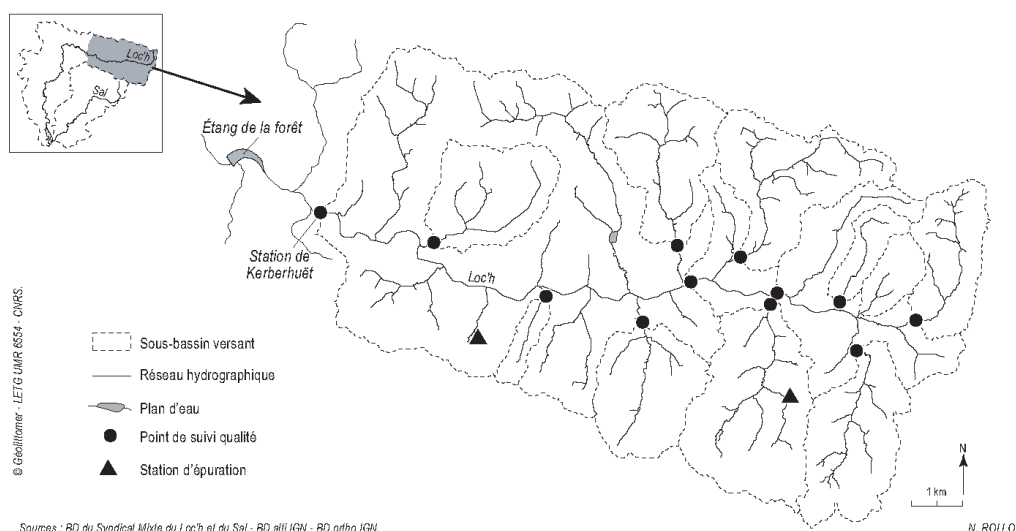 Loc'h
Sal
Étang de la forêt
Station de
Kerberhuët
Loc'h
Sous-bassin versant
Réseau hydrographique
Plan d'eau
Point de suivi qualité
Station d'épuration
N
1 km
© Géolittomer - LETG UMR 6554 - CNRS.
Sources : BD du Syndicat Mixte du Loc'h et du Sal - BD alti IGN - BD ortho IGN.
N. ROLLO